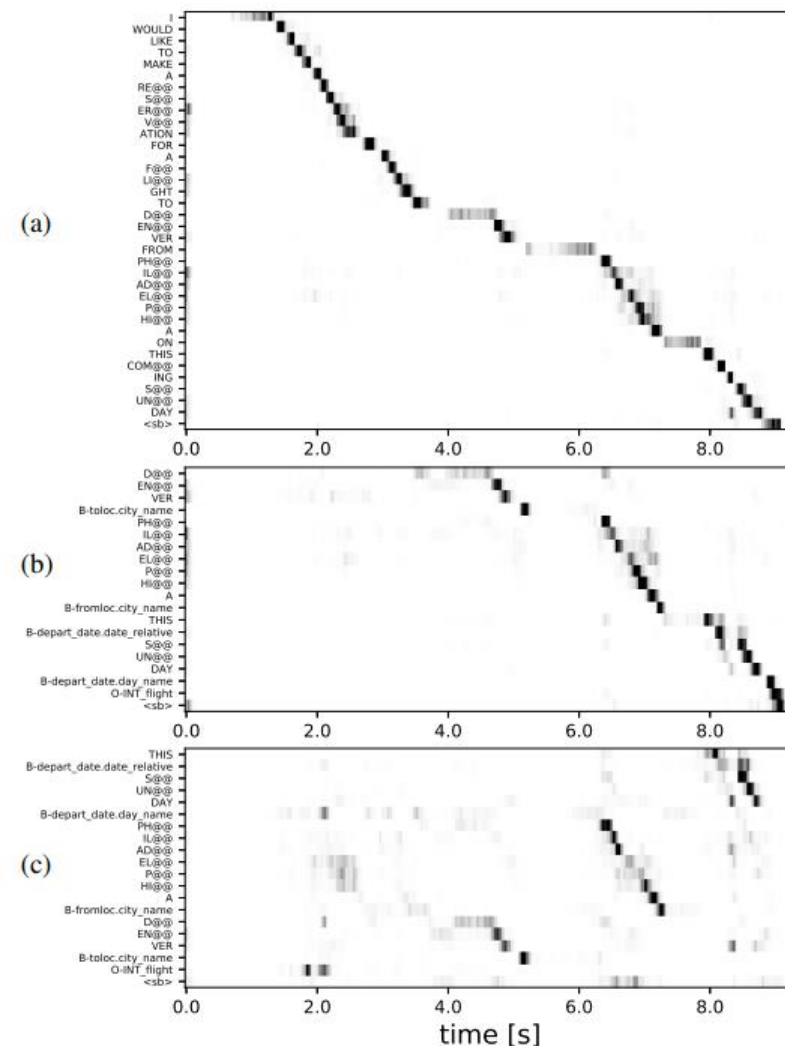 I
WOULD
LIKE
TO
MAKE
A
RE@@
S@@
ER@@
V@@
ATION
FOR
A
F@@
LI@@
GHT
TO
D@@
EN@@
VER
FROM
PH@@
IL@@
AD@@
EL@@
P@@
HI@@
A
ON
THIS
COM@@
ING
S@@
UN@@
DAY
<sb>
(a)
0.0 2.0 4.0 6.0 8.0
D@@
EN@@
VER
B-toloc.city_name
PH@@
IL@@
AD@@
EL@@
P@@
HI@@
A
B-fromloc.city_name
THIS
B-depart_date.date_relative
S@@
UN@@
DAY
B-depart_date.day_name
O-INT_flight
<sb>
(b)
0.0 2.0 4.0 6.0 8.0
THIS
B-depart_date.date_relative
S@@
UN@@
DAY
B-depart_date.day_name
PH@@
IL@@
AD@@
EL@@
P@@
HI@@
A
B-fromloc.city_name
D@@
EN@@
VER
B-toloc.city_name
O-INT_flight
<sb>
(c)
0.0 2.0 4.0 6.0 8.0
time [s]